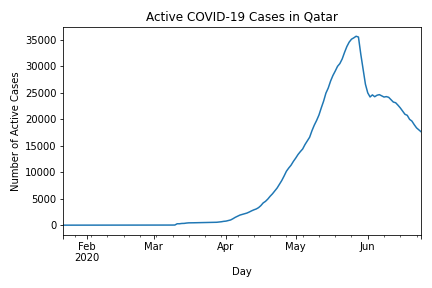 Active COVID-19 Cases in Qatar
Number of Active Cases
35000
30000
25000
20000
15000
10000
5000
0
Feb Mar Apr May Jun
2020
Day